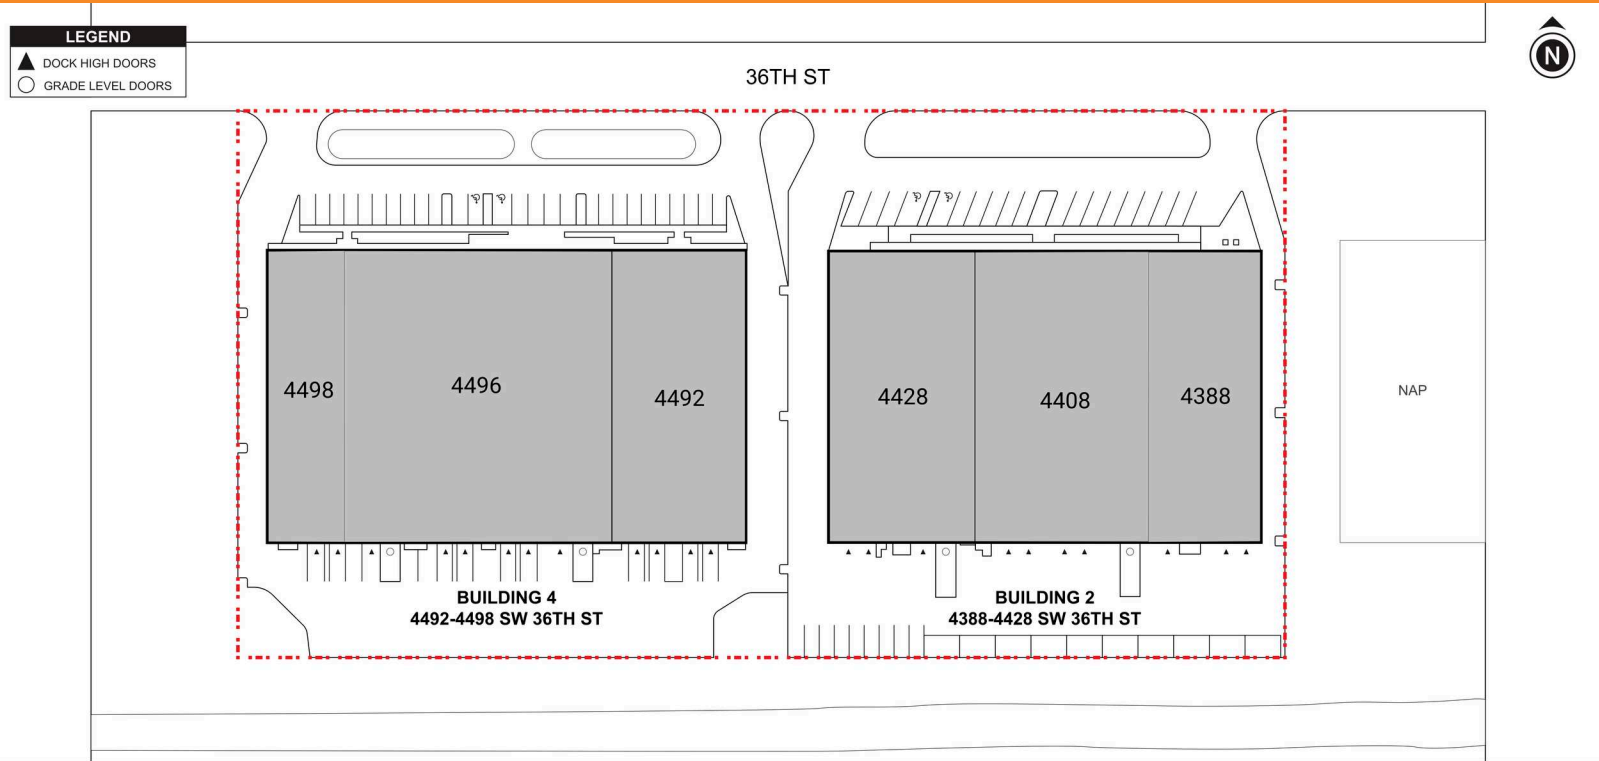 LEGEND
DOCK HIGH DOORS
GRADE LEVEL DOORS
36TH ST
N
4498
4496
4492
4428
4408
4388
NAP
BUILDING 4
4492-4498 SW 36TH ST
BUILDING 2
4388-4428 SW 36TH ST